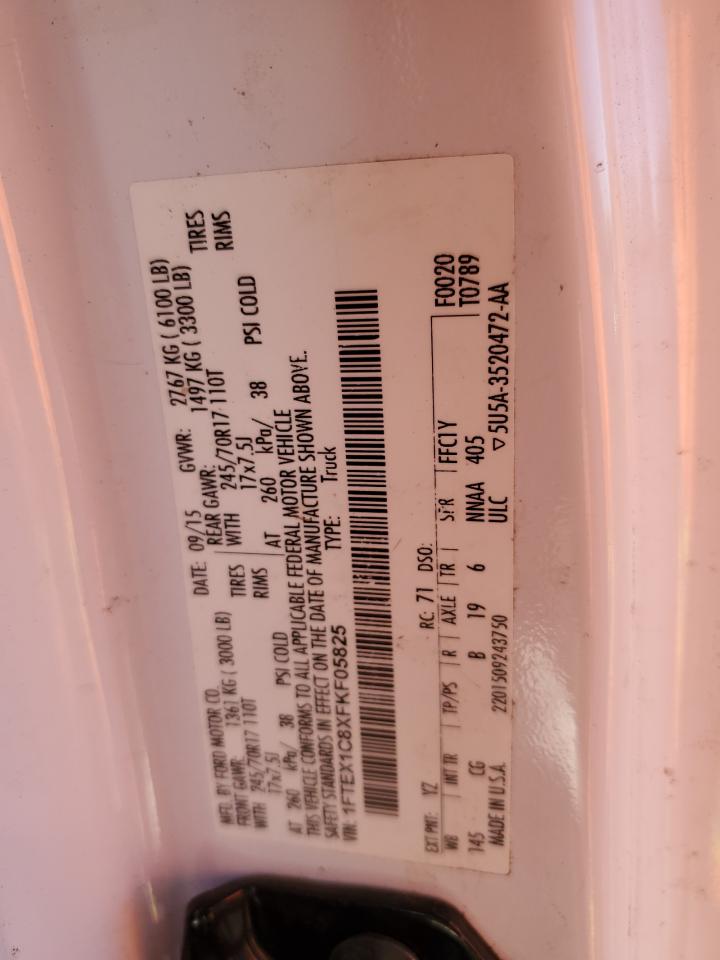 MFD. BY FORD MOTOR CO.
DATE: 09/15 GVWR: 2767 KG ( 6100 LB)
FRONT GAWR: 1361 KG ( 3000 LB) REAR GAWR: 1497 KG ( 3300 LB)
WITH 245/70R17 110T TIRES WITH 245/70R17 110T TIRES
17x7.5J RIMS 17x7.5J RIMS
AT 260 kPa/ 38 PSI COLD AT 260 kPa/ 38 PSI COLD
THIS VEHICLE CONFORMS TO ALL APPLICABLE FEDERAL MOTOR VEHICLE
SAFETY STANDARDS IN EFFECT ON THE DATE OF MANUFACTURE SHOWN ABOVE.
VIN: 1FTEX1C8XFKF05825 TYPE: Truck
EXT PNT: YZ RC: 71 DSO: F0020
WB INT TR TP/PS R AXLE TR SPR FFC1Y T0789
145 CG B 19 6 NNAA 405
MADE IN U.S.A. 2201509243750 ULC ▽5U5A-3520472-AA